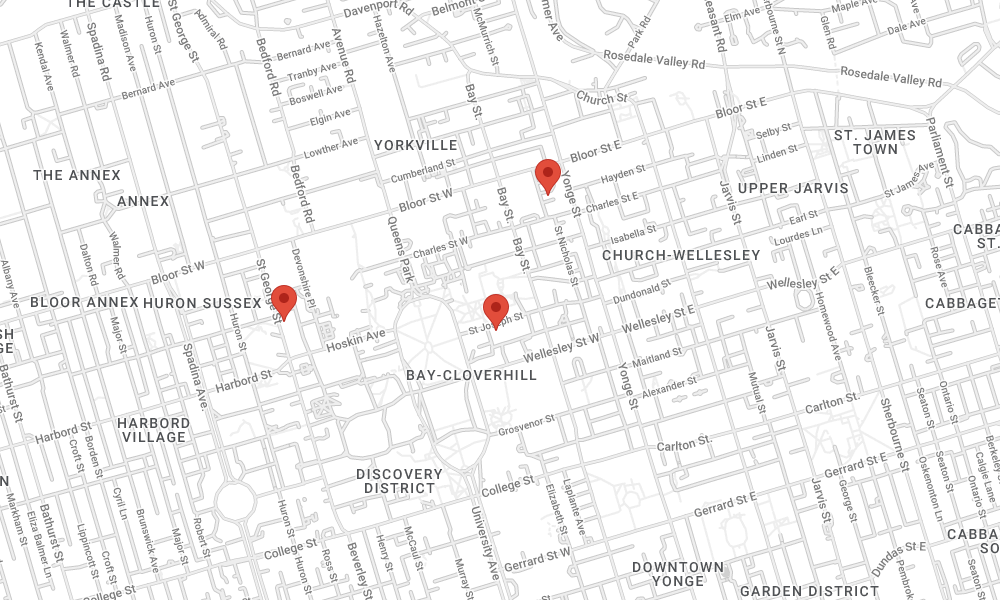 THE CASTLE
Davenport Rd
Belmont
Kendal Ave
Walmer Rd
Spadina Rd
Madison Ave
Huron St
St George St
Admiral Rd
Bedford Rd
Avenue Rd
Hazelton Ave
McMurrich St
Park Rd
Elm Ave
Maple Ave
Dale Ave
Glen Rd
Bernard Ave
Bernard Ave
Tranby Ave
Boswell Ave
Elgin Ave
Lowther Ave
Bay St.
Rosedale Valley Rd
Rosedale Valley Rd
Church St
Bloor St E
Bloor St E
Selby St
Linden St
ST. JAMES
TOWN
Parliament St
YORKVILLE
Cumberland St
THE ANNEX
ANNEX
Bedford Rd
Bloor St W
Hayden St
Charles St E
Yonge St
UPPER JARVIS
Jarvis St
St James Ave
Earl St
Lourdes Ln
Isabella St
CHURCH-WELLESLEY
Bay St.
Bay St.
Charles St W
Queens Park
St Nicholas St
Dalton Rd
Walmer Rd
Albany Ave
Bloor St W
St George St
Devonshire Pl
BLOOR ANNEX
HURON SUSSEX
Major St
Huron St
Hoskin Ave
St Joseph St
Wellesley St W
Wellesley St E
Wellesley St E
Dundonald St
Homewood Ave
Bleecker St
Rose Ave
Maitland St
Alexander St
BAY-CLOVERHILL
Yonge St
Jarvis St
Mutual St
Bathurst St
Spadina Ave.
Harbord St
Harbord St
HARBORD
VILLAGE
Croft St
Borden St
Grosvenor St
Carlton St.
Carlton St.
Sherbourne St
Seaton St
Ontario St
DISCOVERY
DISTRICT
College St
Gerrard St E
Gerrard St E
Jarvis St
George St
Oskenonton Ln
Seaton St
Calgie Lane
Ontario St
Markham St
Eliza Balmer Ln
Bathurst St
Lippincott St
Croft St
Cyril Ln
Brunswick Ave
Major St
Robert St
Huron St
College St
Huron St
Ross St
Beverley St
Henry St
McCaul St
Murray St
University Ave
Elizabeth St
Laplante Ave
Gerrard St W
DOWNTOWN
YONGE
GARDEN DISTRICT
Dundas St E
College St
Seaton St